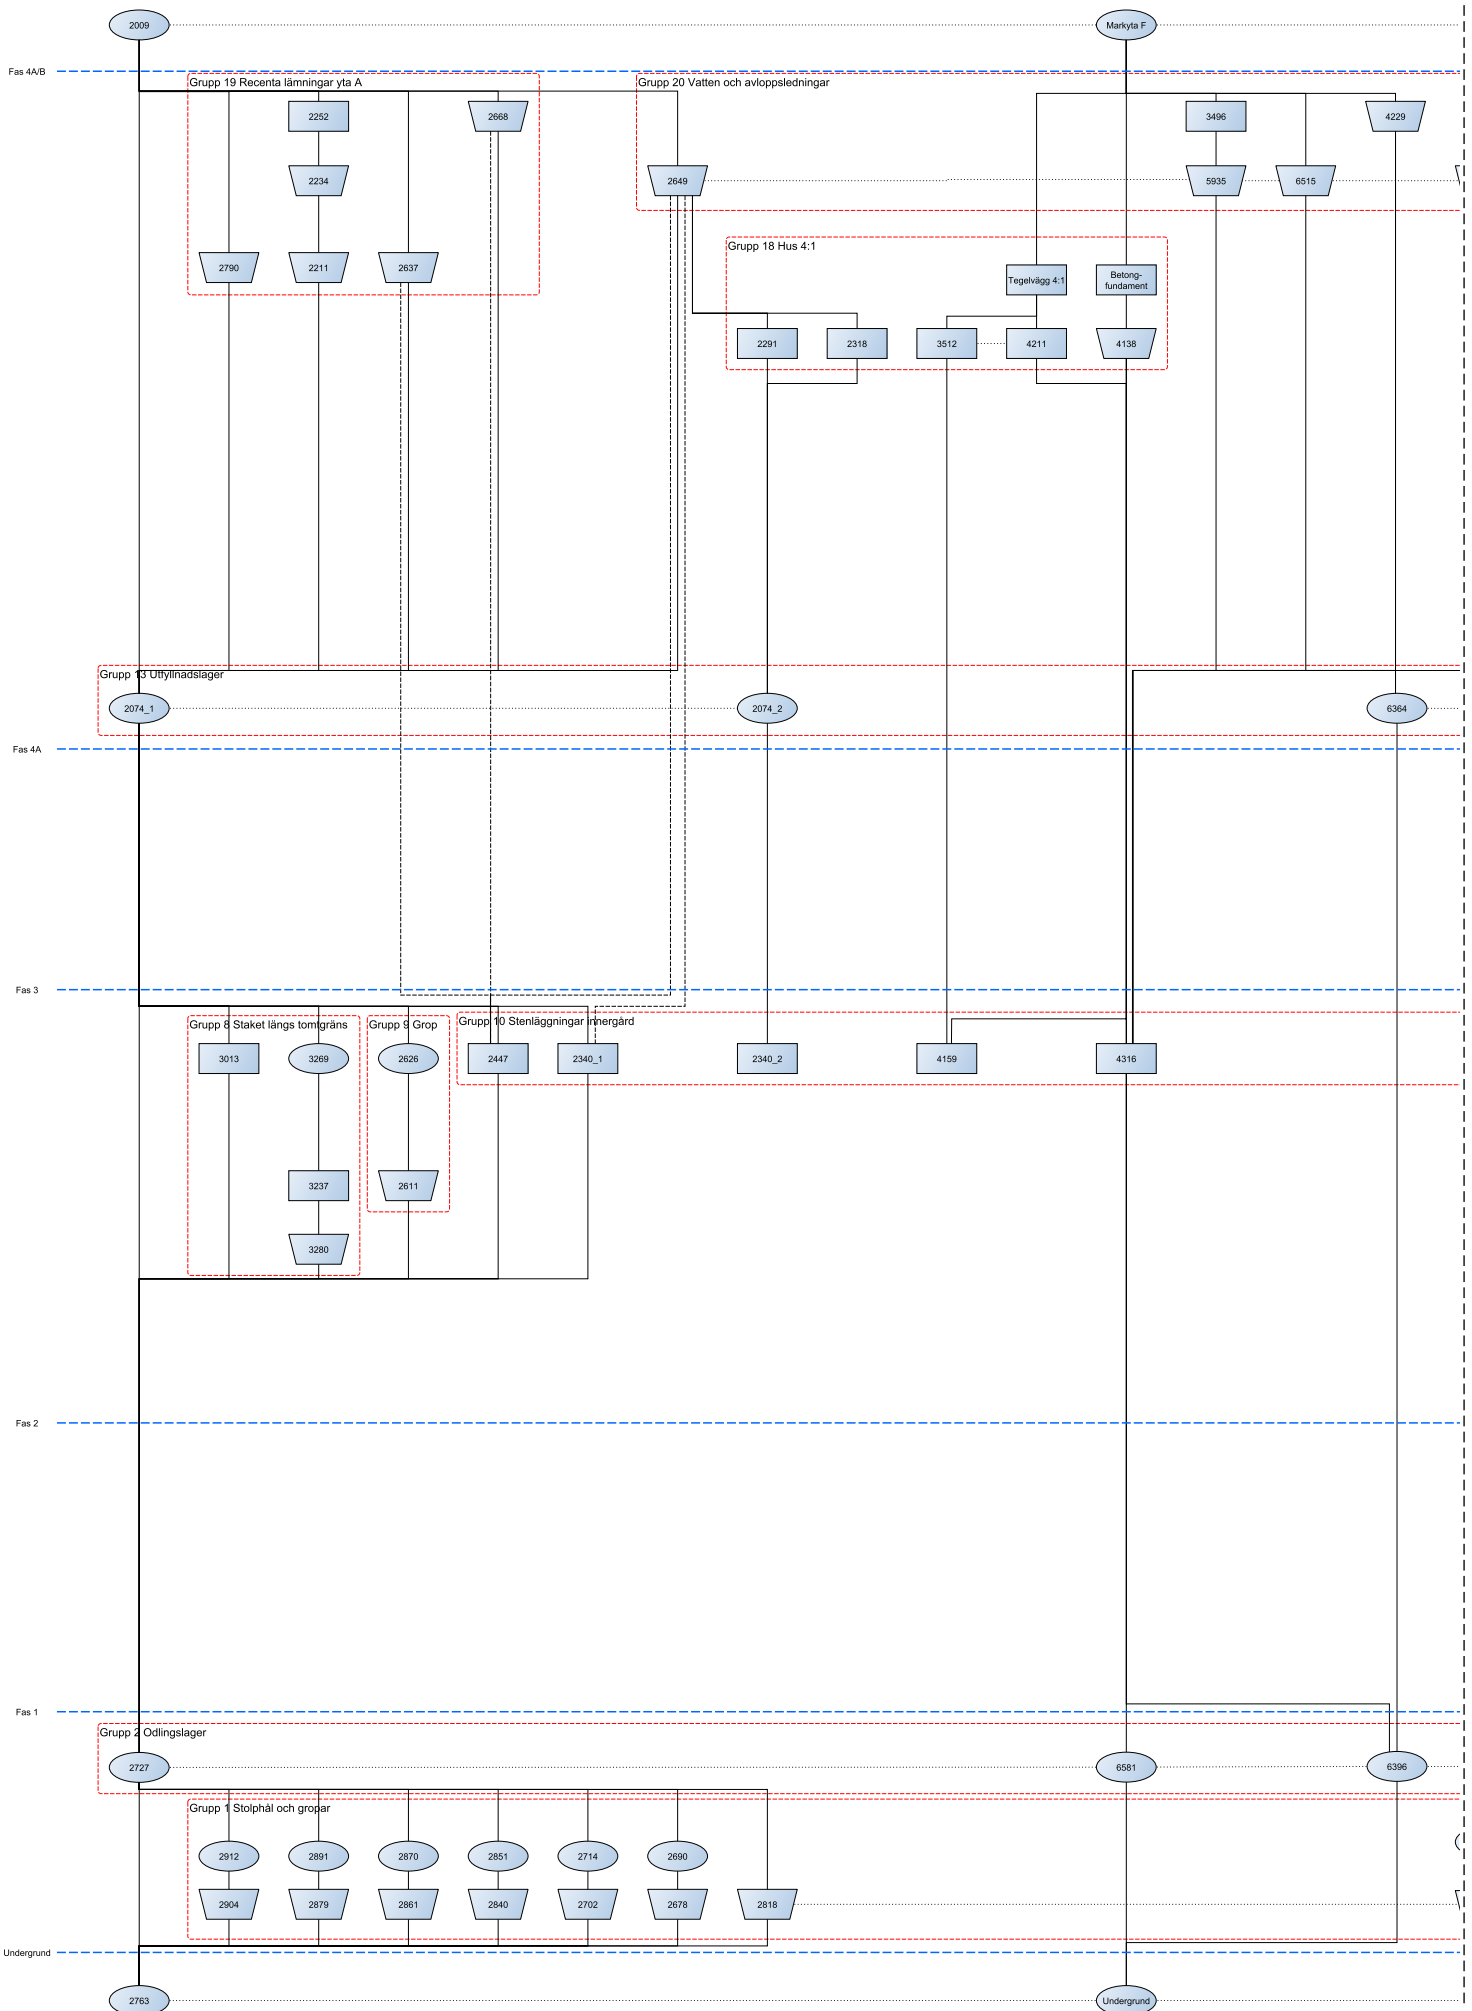 2009
Markyta F
Fas 4A/B
Grupp 19 Recenta lämningar yta A
Grupp 20 Vatten och avloppsledningar
2252
2668
3496
4229
2234
2649
5935
6515
Grupp 18 Hus 4:1
2790
2211
2637
Tegelvägg 4:1
Betong-
fundament
2291
2318
3512
4211
4138
Grupp 13 Utfyllnadslager
2074_1
2074_2
6364
Fas 4A
Fas 3
Grupp 8 Staket längs tomtgräns
Grupp 9 Grop
Grupp 10 Stenläggningar innergård
3013
3269
2626
2447
2340_1
2340_2
4159
4316
3237
2611
3280
Fas 2
Fas 1
Grupp 2 Odlingslager
2727
6581
6396
Grupp 1 Stolphål och gropar
2912
2891
2870
2851
2714
2690
2904
2879
2861
2840
2702
2678
2818
Undergrund
2763
Undergrund